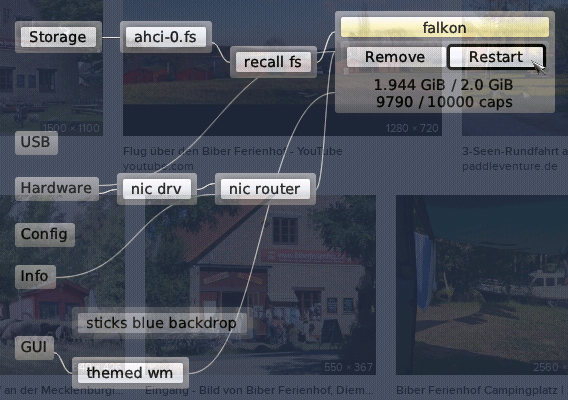 falkon
Storage
ahci-0.fs
recall fs
Remove
Restart
1.944 GiB / 2.0 GiB
9790 / 10000 caps
1500 × 1100
1280 × 720
USB
Flug über den Biber Ferienhof - YouTube
youtube.com
3-Seen-Rundfahrt a
paddleventure.de
Hardware
nic drv
nic router
Config
Info
sticks blue backdrop
GUI
themed wm
550 × 367
2560
an der Mecklenburgi...
Eingang - Bild von Biber Ferienhof, Diem...
Biber Ferienhof Campingplatz i